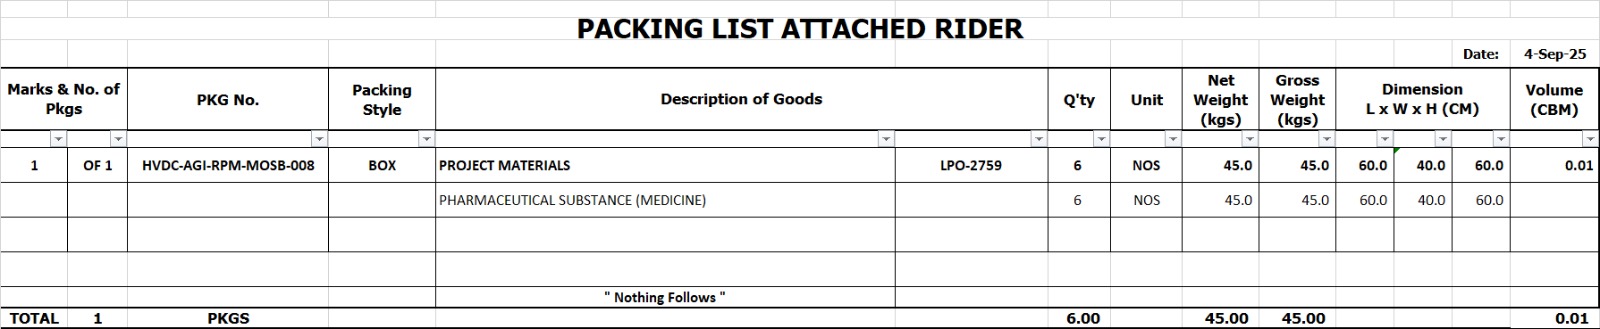 PACKING LIST ATTACHED RIDER
Date: 4-Sep-25
Marks & No. of Pkgs PKG No. Packing Style Description of Goods Q'ty Unit Net Weight (kgs) Gross Weight (kgs) Dimension L x W x H (CM) Volume (CBM)
1 OF 1 HVDC-AGI-RPM-MOSB-008 BOX PROJECT MATERIALS LPO-2759 6 NOS 45.0 45.0 60.0 40.0 60.0 0.01
PHARMACEUTICAL SUBSTANCE (MEDICINE) 6 NOS 45.0 45.0 60.0 40.0 60.0
" Nothing Follows "
TOTAL 1 PKGS 6.00 45.00 45.00 0.01